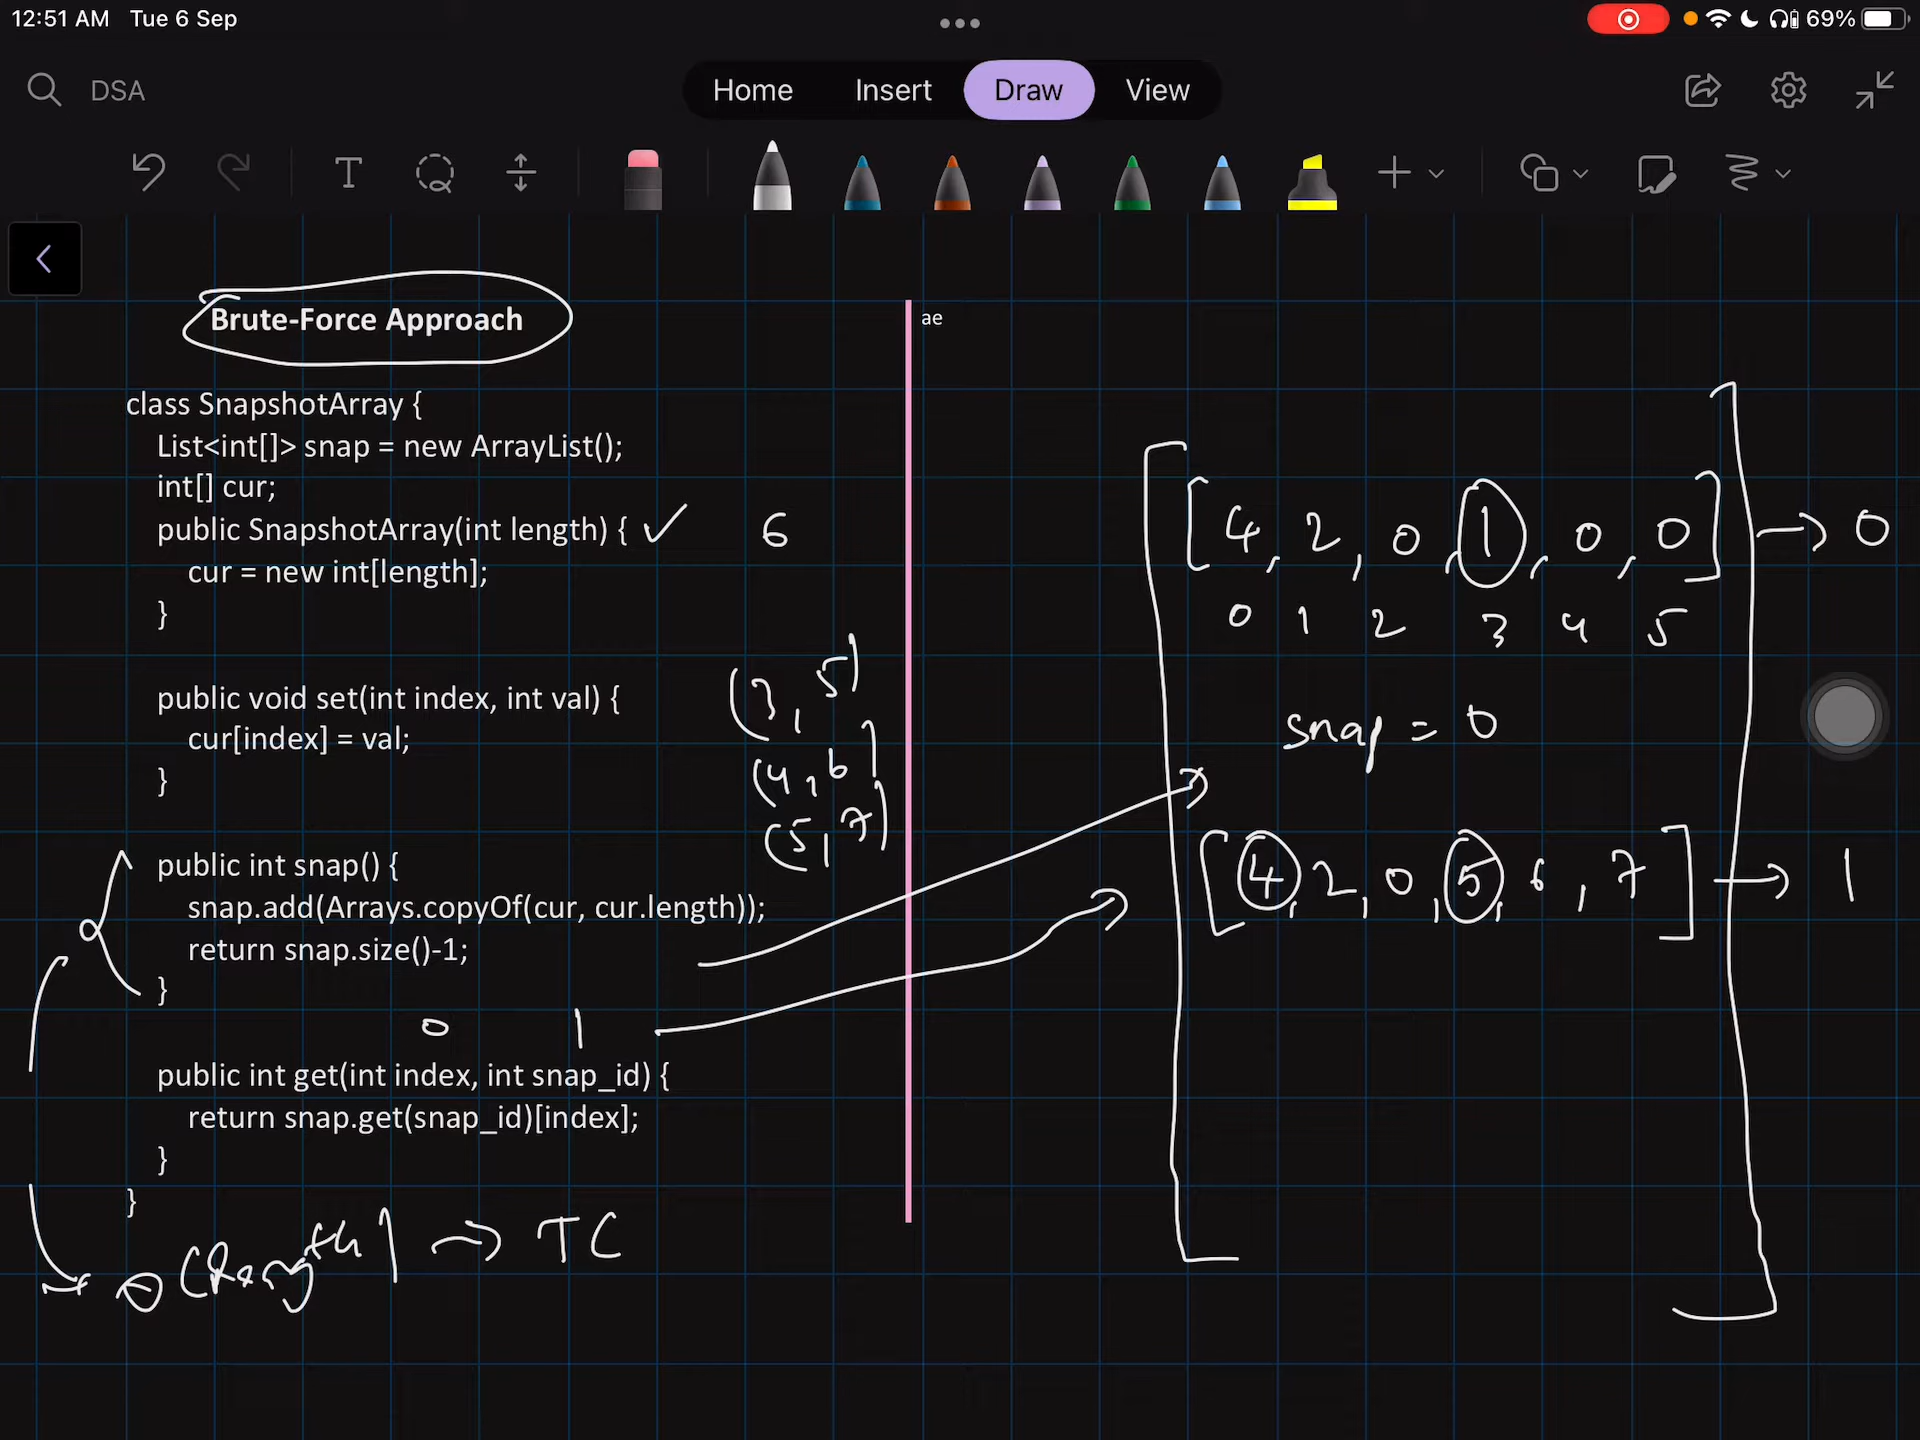 12:51 AM Tue 6 Sep
69%
DSA
Home Insert Draw View
T
Brute-Force Approach
class SnapshotArray {
List<int[]> snap = new ArrayList();
int[] cur;
public SnapshotArray(int length) { ✓ 6
cur = new int[length];
}
public void set(int index, int val) {
cur[index] = val;
}
(3, 5)
(4, 6)
(5, 7)
public int snap() {
snap.add(Arrays.copyOf(cur, cur.length));
return snap.size()-1;
}
0 1
public int get(int index, int snap_id) {
return snap.get(snap_id)[index];
}
}
O(length) → TC
ae
[4, 2, 0, 1, 0, 0] → 0
0 1 2 3 4 5
snap = 0
[4, 2 0, 5, 6, 7] → 1